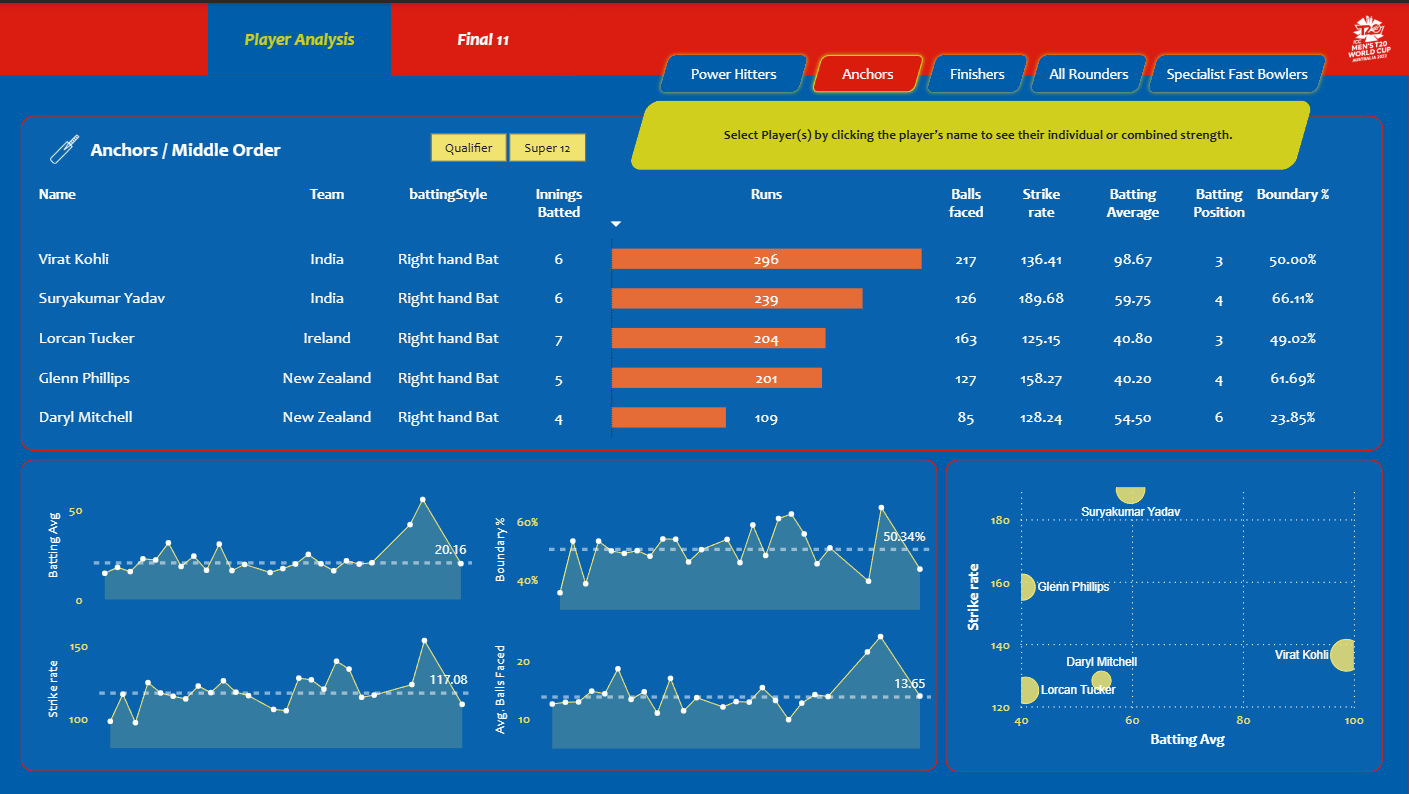 Player Analysis
Final 11
T20
ICC
MEN'S T20
WORLD CUP
AUSTRALIA 2022
Power Hitters
Anchors
Finishers
All Rounders
Specialist Fast Bowlers
Select Player(s) by clicking the player's name to see their individual or combined strength.
Anchors / Middle Order
Qualifier
Super 12
Name Team battingStyle Innings Batted Runs Balls faced Strike rate Batting Average Batting Position Boundary %
Virat Kohli India Right hand Bat 6 296 217 136.41 98.67 3 50.00%
Suryakumar Yadav India Right hand Bat 6 239 126 189.68 59.75 4 66.11%
Lorcan Tucker Ireland Right hand Bat 7 204 163 125.15 40.80 3 49.02%
Glenn Phillips New Zealand Right hand Bat 5 201 127 158.27 40.20 4 61.69%
Daryl Mitchell New Zealand Right hand Bat 4 109 85 128.24 54.50 6 23.85%
Batting Avg
50
0
20.16
Boundary %
60%
40%
50.34%
Strike rate
150
100
117.08
Avg. Balls Faced
20
10
13.65
Strike rate
180
160
140
120
Suryakumar Yadav
Glenn Phillips
Virat Kohli
Daryl Mitchell
Lorcan Tucker
40 60 80 100
Batting Avg